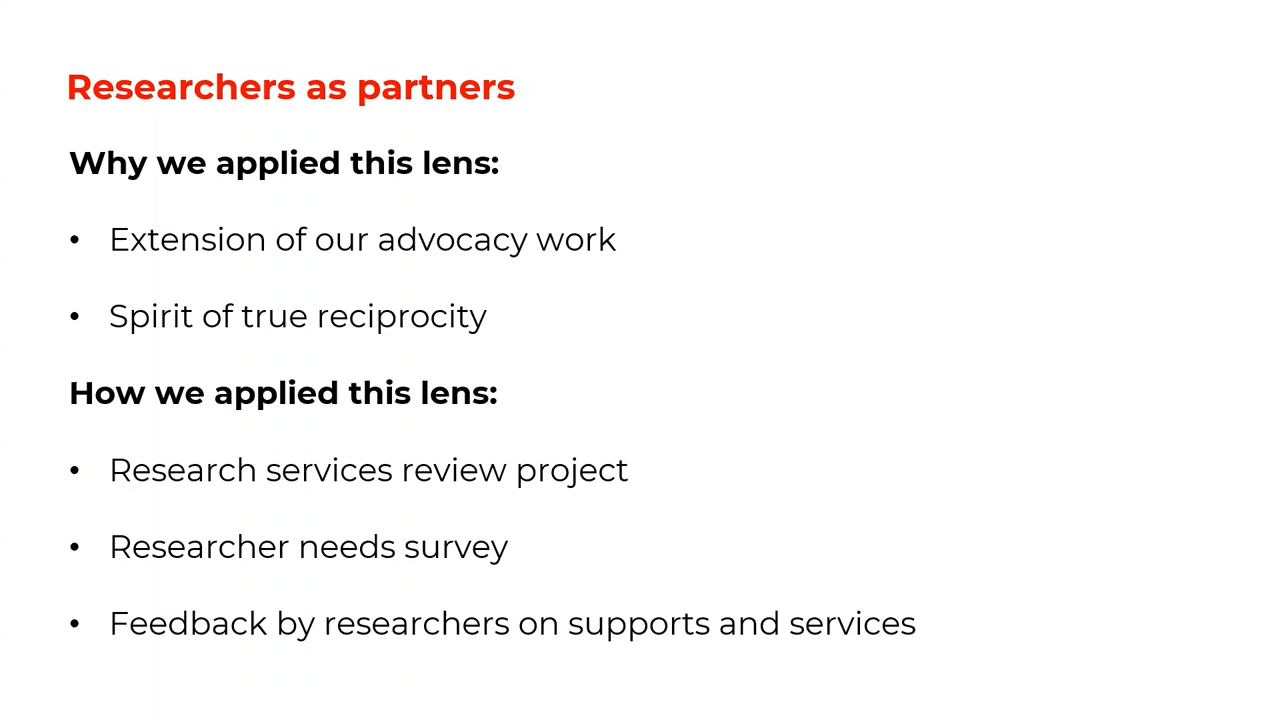 Researchers as partners
Why we applied this lens:
• Extension of our advocacy work
• Spirit of true reciprocity
How we applied this lens:
• Research services review project
• Researcher needs survey
• Feedback by researchers on supports and services